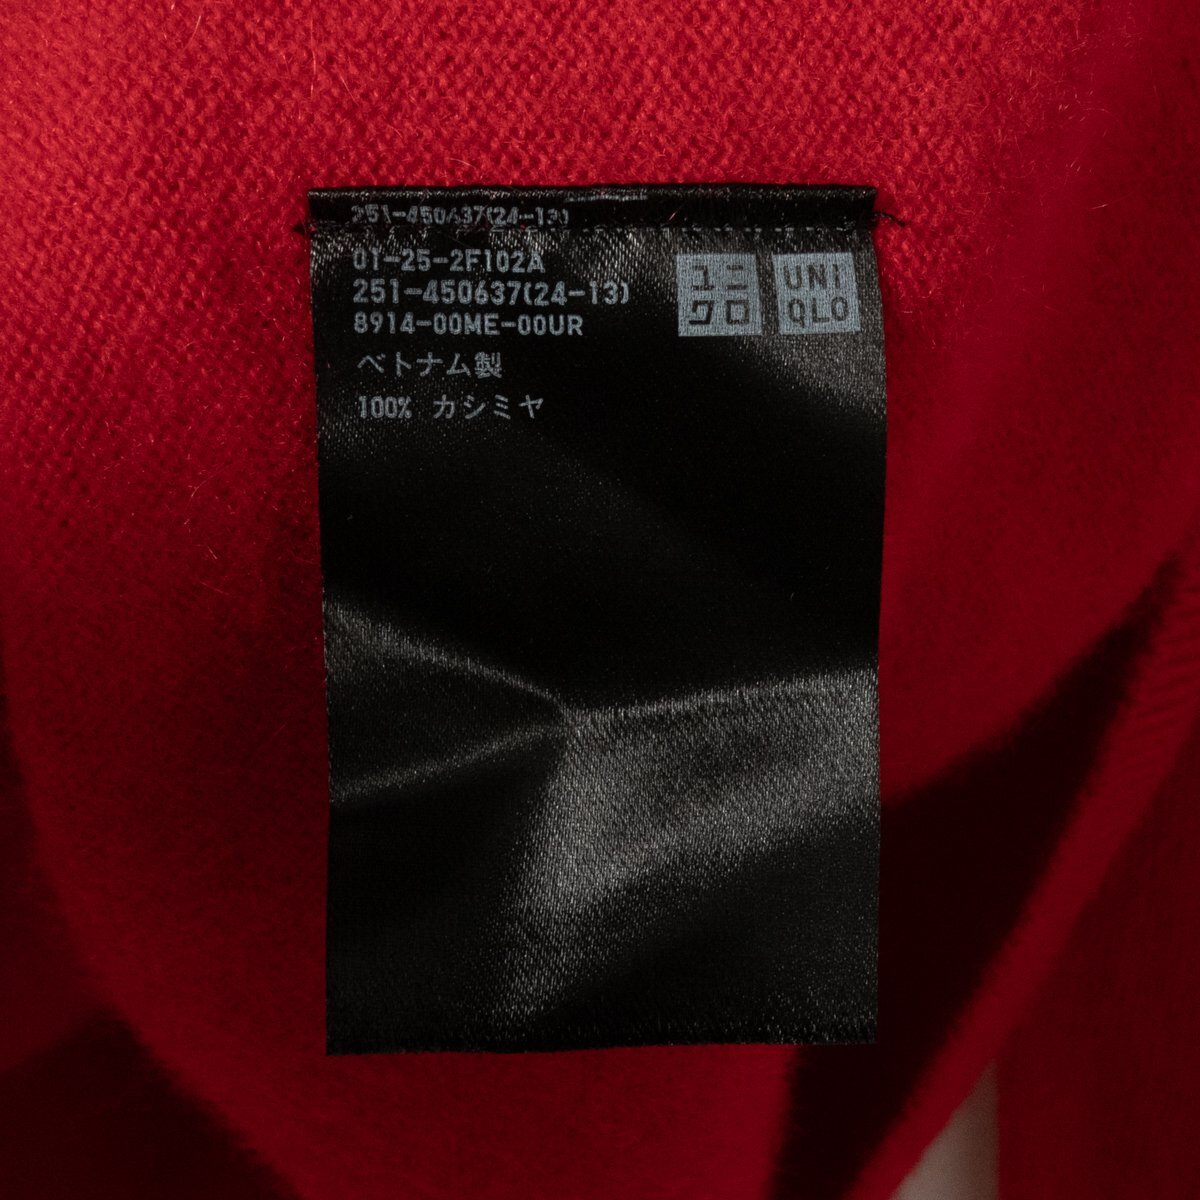 251-450637(24-13)
01-25-2F102A
251-450637(24-13)
8914-00ME-00UR
ベトナム製
100% カシミヤ
ユニ
クロ
UNI
QLO